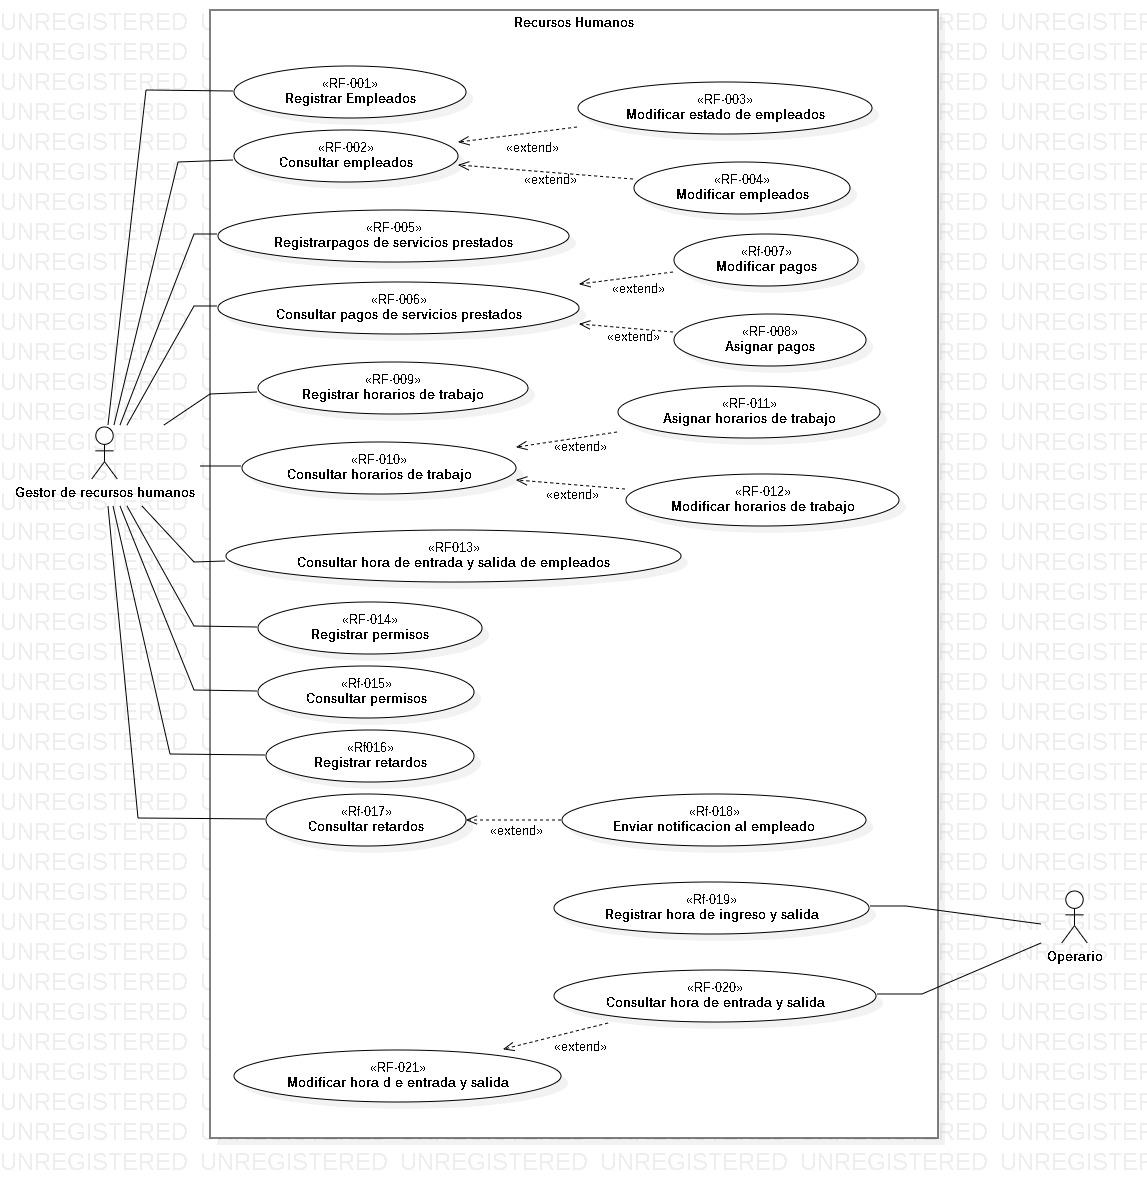 Recursos Humanos
«RF-001»
Registrar Empleados
«RF-003»
Modificar estado de empleados
«RF-002»
Consultar empleados
«extend»
«extend»
«RF-004»
Modificar empleados
«RF-005»
Registrarpagos de servicios prestados
«Rf-007»
Modificar pagos
«RF-006»
Consultar pagos de servicios prestados
«extend»
«extend»
«RF-008»
Asignar pagos
«RF-009»
Registrar horarios de trabajo
«RF-011»
Asignar horarios de trabajo
«RF-010»
Consultar horarios de trabajo
«extend»
«extend»
«RF-012»
Modificar horarios de trabajo
Gestor de recursos humanos
«RF013»
Consultar hora de entrada y salida de empleados
«RF-014»
Registrar permisos
«Rf-015»
Consultar permisos
«Rf016»
Registrar retardos
«Rf-017»
Consultar retardos
«extend»
«Rf-018»
Enviar notificacion al empleado
«Rf-019»
Registrar hora de ingreso y salida
Operario
«RF-020»
Consultar hora de entrada y salida
«extend»
«RF-021»
Modificar hora d e entrada y salida
UNREGISTERED UNREGISTERED UNREGISTERED UNREGISTERED UNREGISTERED UNREGISTERED